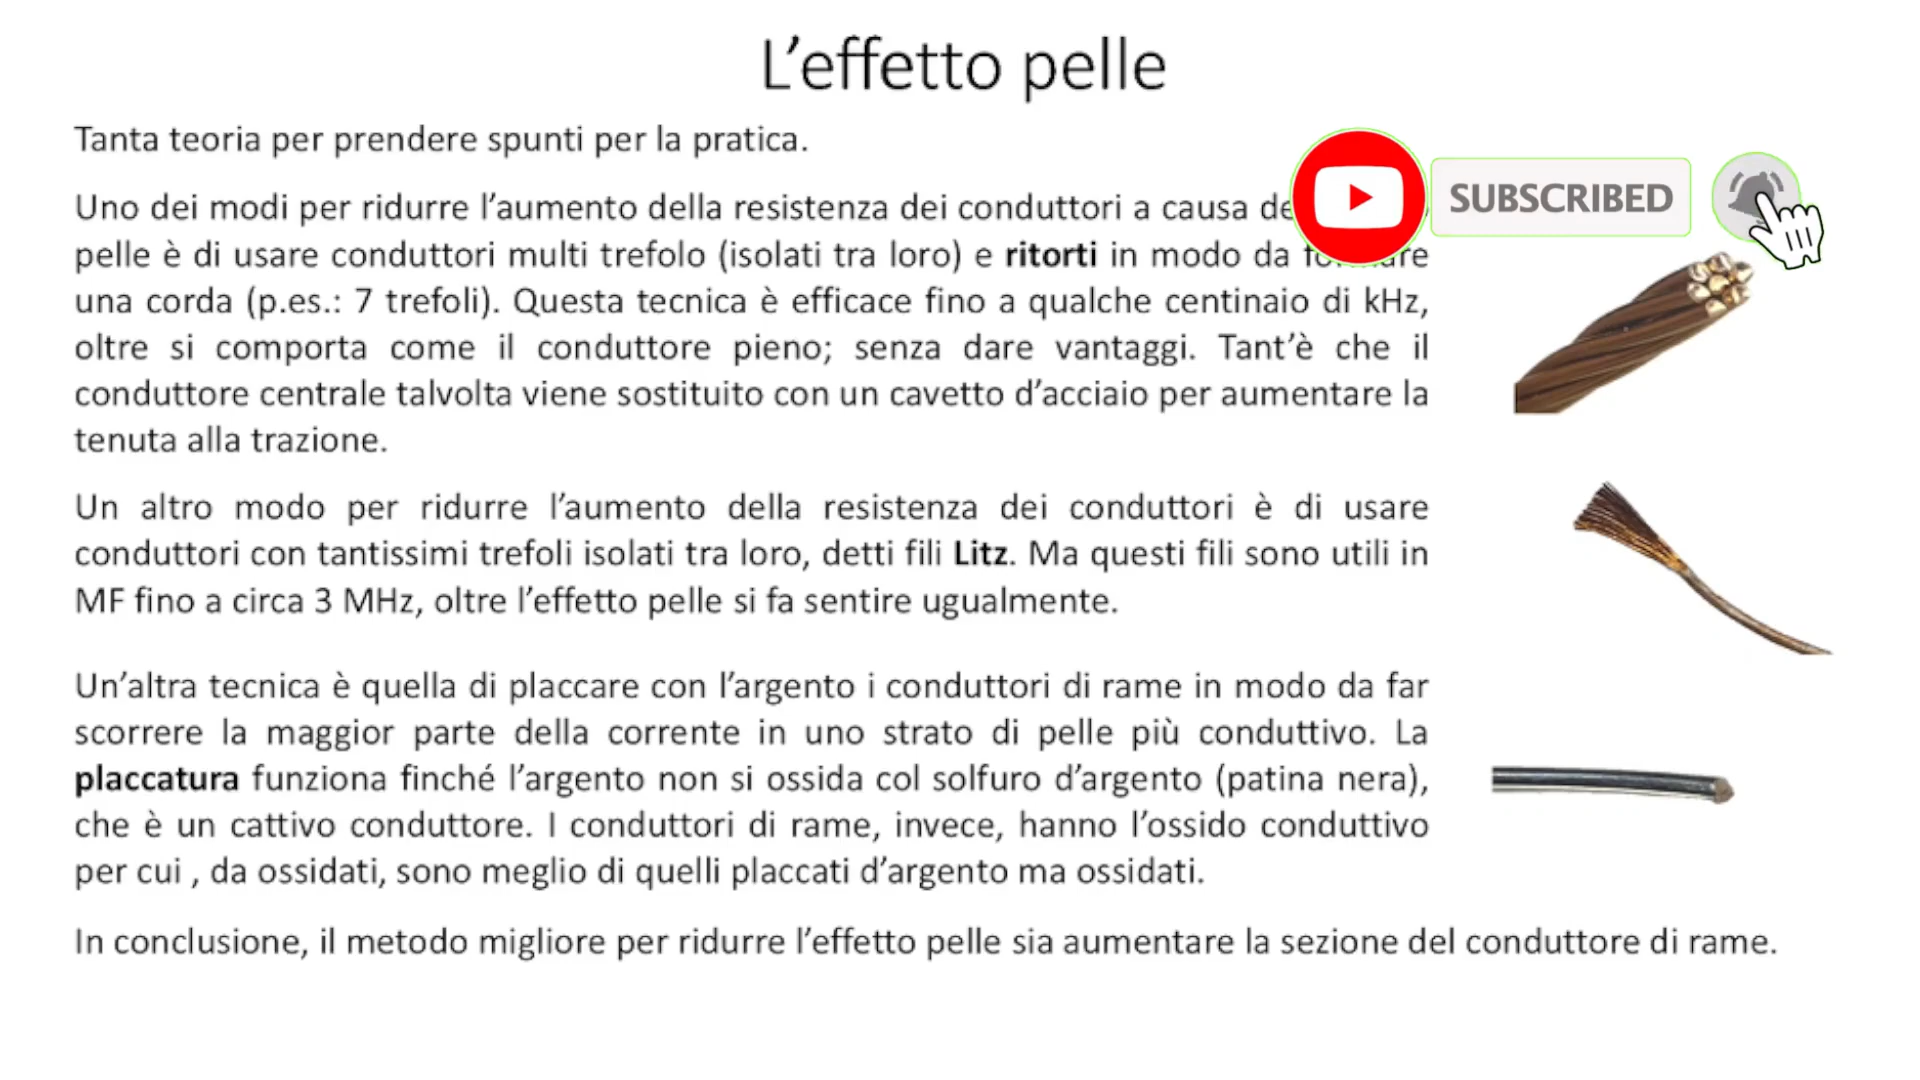 L'effetto pelle
Tanta teoria per prendere spunti per la pratica.
Uno dei modi per ridurre l'aumento della resistenza dei conduttori a causa
SUBSCRIBED
pelle è di usare conduttori multi trefolo (isolati tra loro) e ritorti in modo da
una corda (p.es.: 7 trefoli). Questa tecnica è efficace fino a qualche centinaio di kHz,
oltre si comporta come il conduttore pieno; senza dare vantaggi. Tant'è che il
conduttore centrale talvolta viene sostituito con un cavetto d'acciaio per aumentare la
tenuta alla trazione.
Un altro modo per ridurre l'aumento della resistenza dei conduttori è di usare
conduttori con tantissimi trefoli isolati tra loro, detti fili Litz. Ma questi fili sono utili in
MF fino a circa 3 MHz, oltre l'effetto pelle si fa sentire ugualmente.
Un'altra tecnica è quella di placcare con l'argento i conduttori di rame in modo da far
scorrere la maggior parte della corrente in uno strato di pelle più conduttivo. La
placcatura funziona finché l'argento non si ossida col solfuro d'argento (patina nera),
che è un cattivo conduttore. I conduttori di rame, invece, hanno l'ossido conduttivo
per cui , da ossidati, sono meglio di quelli placcati d'argento ma ossidati.
In conclusione, il metodo migliore per ridurre l'effetto pelle sia aumentare la sezione del conduttore di rame.